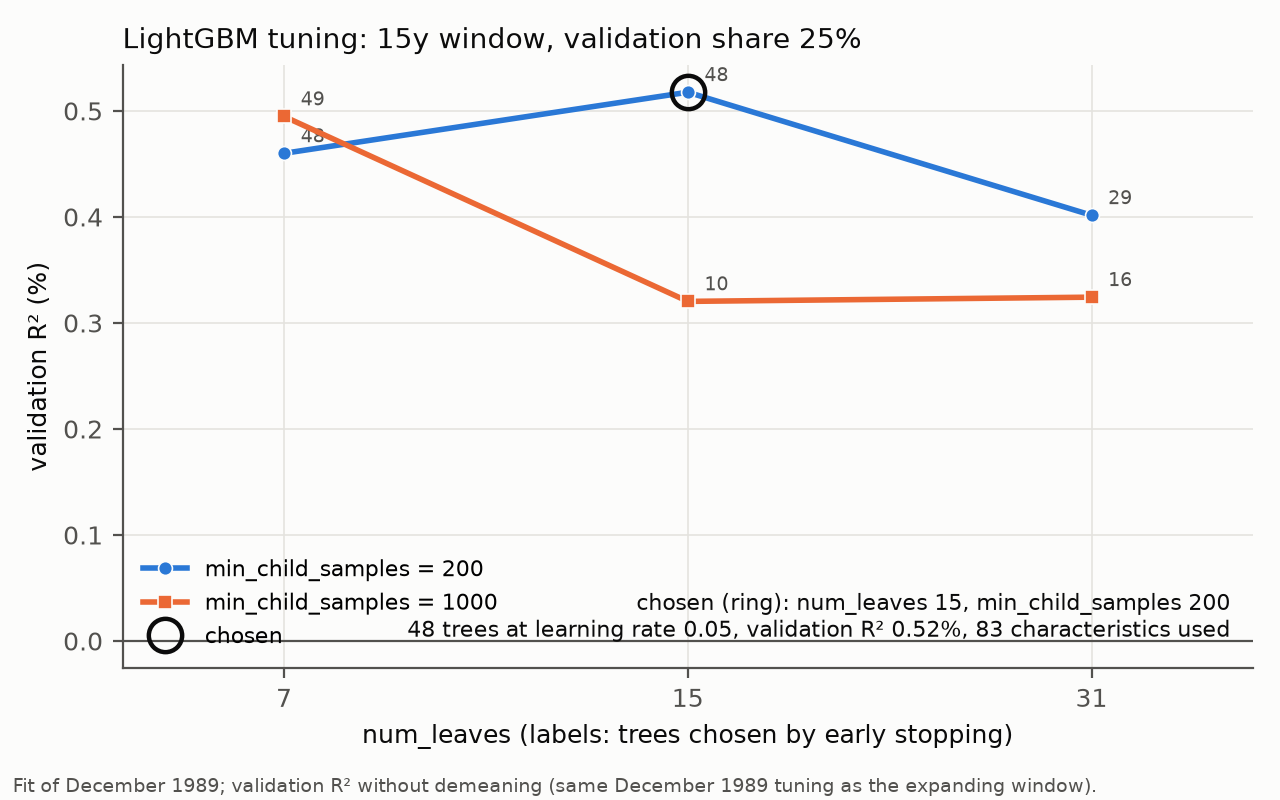 LightGBM tuning: 15y window, validation share 25%
validation R² (%)
0.5
0.4
0.3
0.2
0.1
0.0
49
48
48
29
10
16
min_child_samples = 200
min_child_samples = 1000
chosen
chosen (ring): num_leaves 15, min_child_samples 200
48 trees at learning rate 0.05, validation R² 0.52%, 83 characteristics used
7
15
31
num_leaves (labels: trees chosen by early stopping)
Fit of December 1989; validation R² without demeaning (same December 1989 tuning as the expanding window).